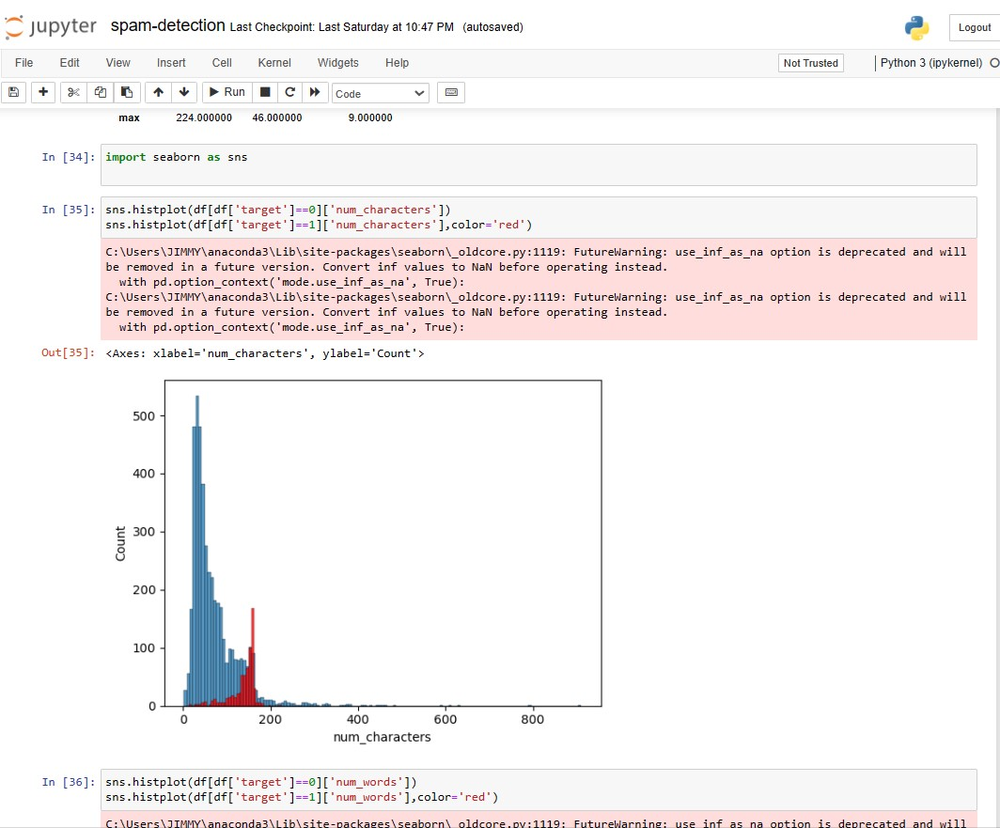 jupyter spam-detection Last Checkpoint: Last Saturday at 10:47 PM (autosaved)
Logout
File Edit View Insert Cell Kernel Widgets Help
Not Trusted
Python 3 (ipykernel)
Run
Code
max 224.000000 46.000000 9.000000
In [34]: import seaborn as sns
In [35]: sns.histplot(df[df['target']==0]['num_characters'])
sns.histplot(df[df['target']==1]['num_characters'],color='red')
C:\Users\JIMMY\anaconda3\Lib\site-packages\seaborn\_oldcore.py:1119: FutureWarning: use_inf_as_na option is deprecated and will
be removed in a future version. Convert inf values to NaN before operating instead.
with pd.option_context('mode.use_inf_as_na', True):
C:\Users\JIMMY\anaconda3\Lib\site-packages\seaborn\_oldcore.py:1119: FutureWarning: use_inf_as_na option is deprecated and will
be removed in a future version. Convert inf values to NaN before operating instead.
with pd.option_context('mode.use_inf_as_na', True):
Out[35]: <Axes: xlabel='num_characters', ylabel='Count'>
500
400
300
200
100
0
Count
0 200 400 600 800
num_characters
In [36]: sns.histplot(df[df['target']==0]['num_words'])
sns.histplot(df[df['target']==1]['num_words'],color='red')
C:\Users\JIMMY\anaconda3\Lib\site-packages\seaborn\_oldcore.py:1119: FutureWarning: use_inf_as_na option is deprecated and will